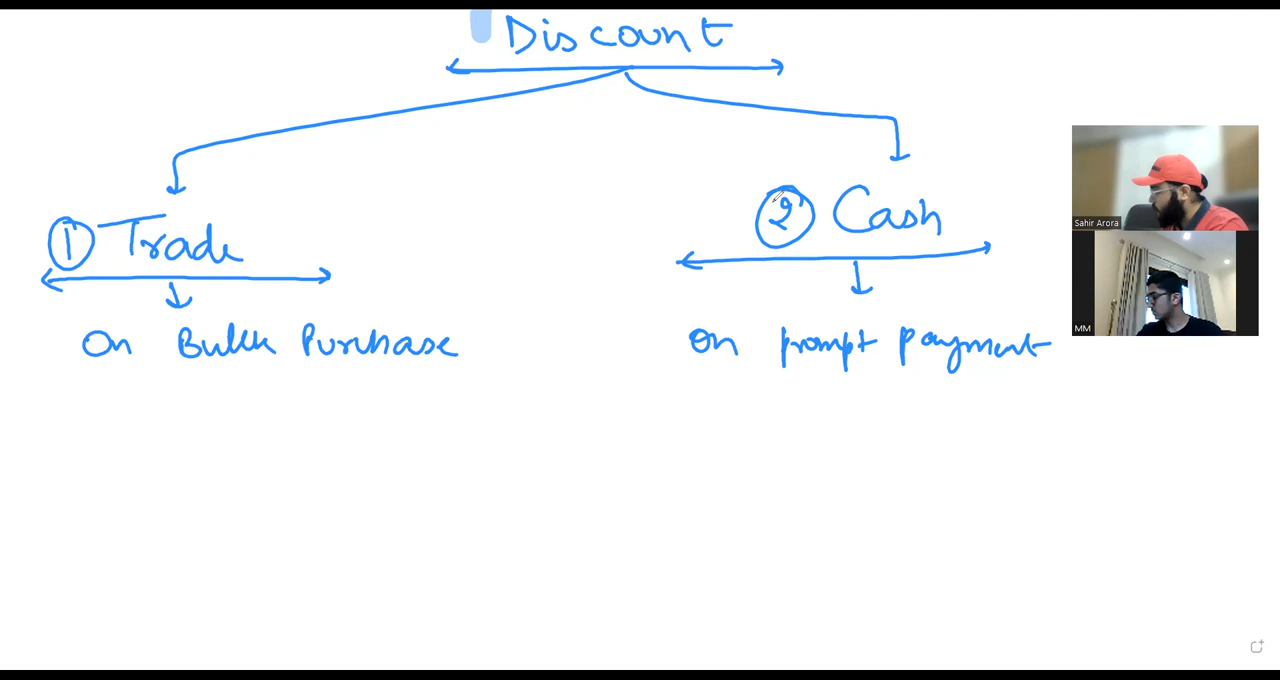 Discount
① Trade
② Cash
On Bulk Purchase
On prompt payment
Sahir Arora
MM